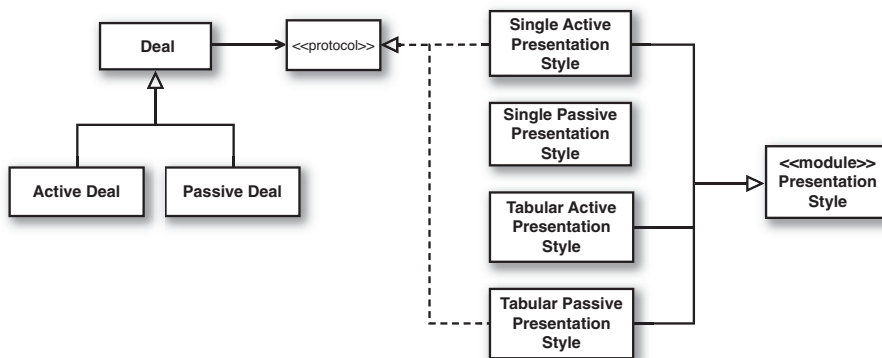 Deal
<<protocol>>
Single Active
Presentation
Style
Single Passive
Presentation
Style
<<module>>
Presentation
Style
Active Deal
Passive Deal
Tabular Active
Presentation
Style
Tabular Passive
Presentation
Style